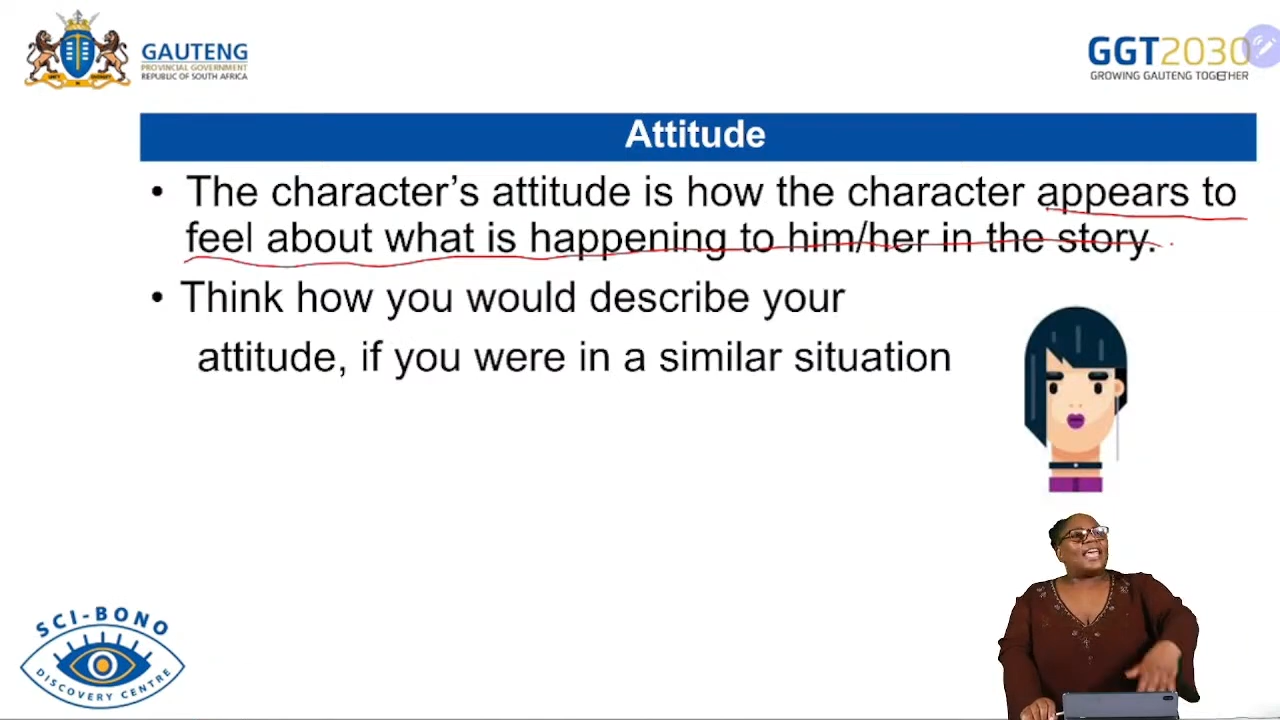 GAUTENG
PROVINCIAL GOVERNMENT
REPUBLIC OF SOUTH AFRICA
GGT2030
GROWING GAUTENG TOGETHER
Attitude
• The character’s attitude is how the character appears to
feel about what is happening to him/her in the story.
• Think how you would describe your
attitude, if you were in a similar situation
SCI-BONO
DISCOVERY CENTRE